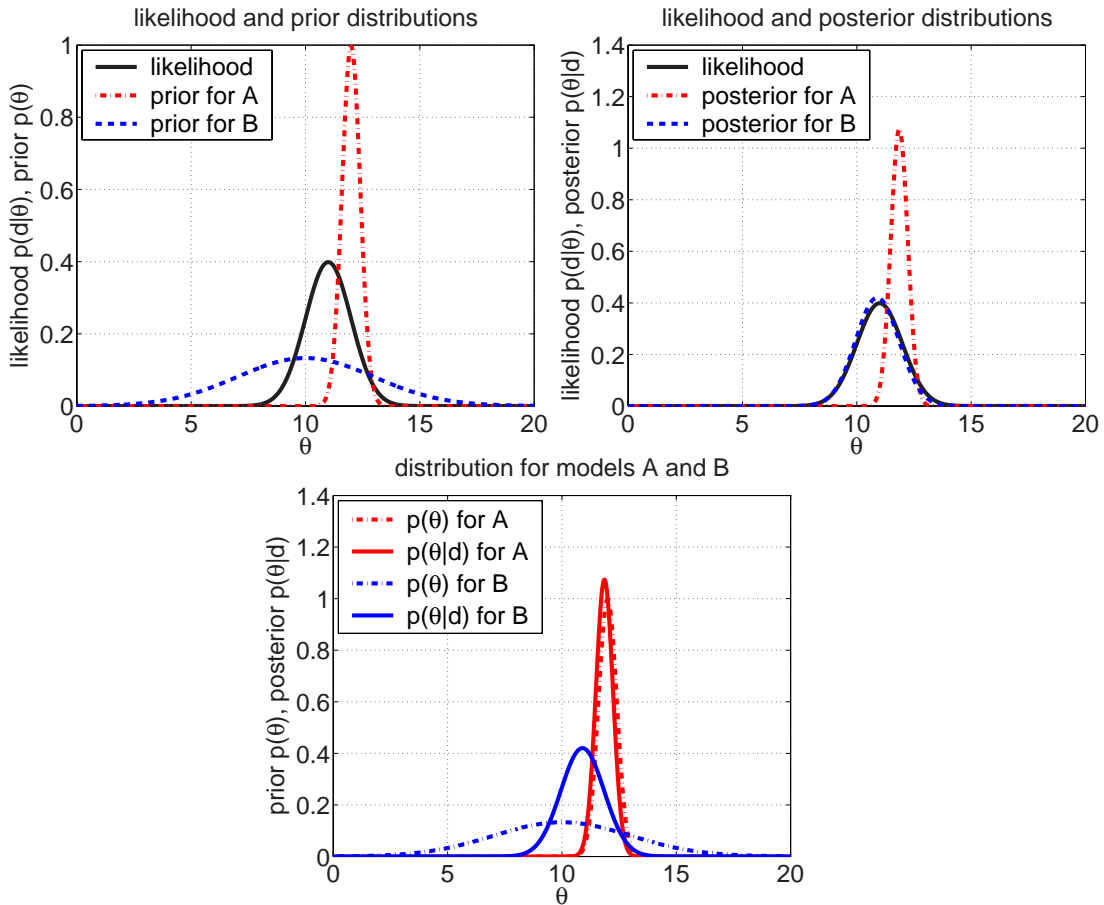 likelihood and prior distributions
likelihood p(d|θ), prior p(θ)
1
0.8
0.6
0.4
0.2
0
likelihood
prior for A
prior for B
0 5 10 15 20
θ
likelihood and posterior distributions
likelihood p(d|θ), posterior p(θ|d)
1.4
1.2
1
0.8
0.6
0.4
0.2
0
likelihood
posterior for A
posterior for B
0 5 10 15 20
θ
distribution for models A and B
prior p(θ), posterior p(θ|d)
1.4
1.2
1
0.8
0.6
0.4
0.2
0
p(θ) for A
p(θ|d) for A
p(θ) for B
p(θ|d) for B
0 5 10 15 20
θ